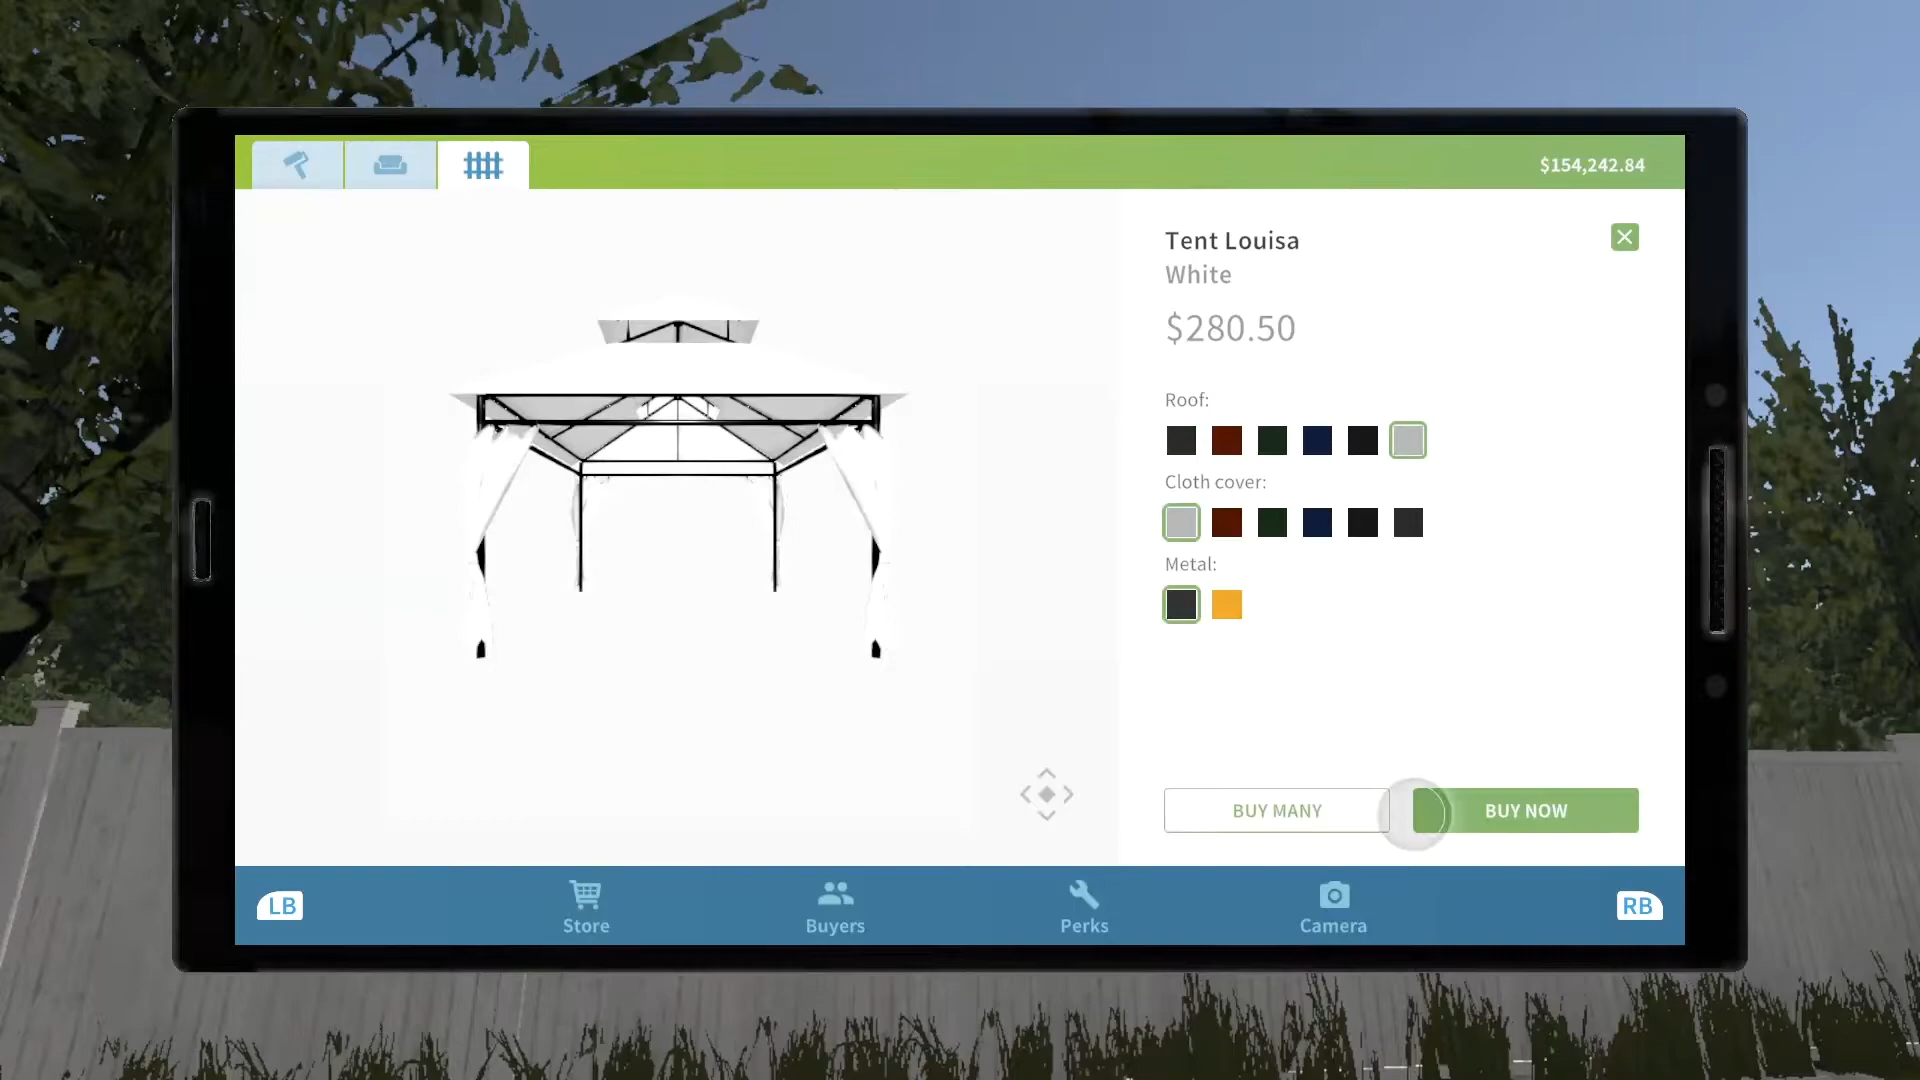 $154,242.84
Tent Louisa
White
$280.50
Roof:
Cloth cover:
Metal:
BUY MANY
BUY NOW
LB
Store
Buyers
Perks
Camera
RB